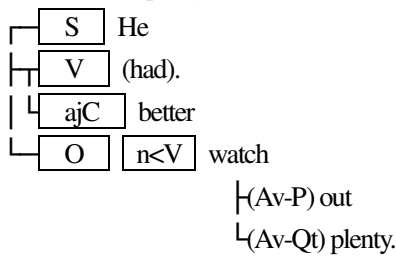 S He
V (had).
ajC better
O n<V watch
(Av-P) out
(Av-Qt) plenty.